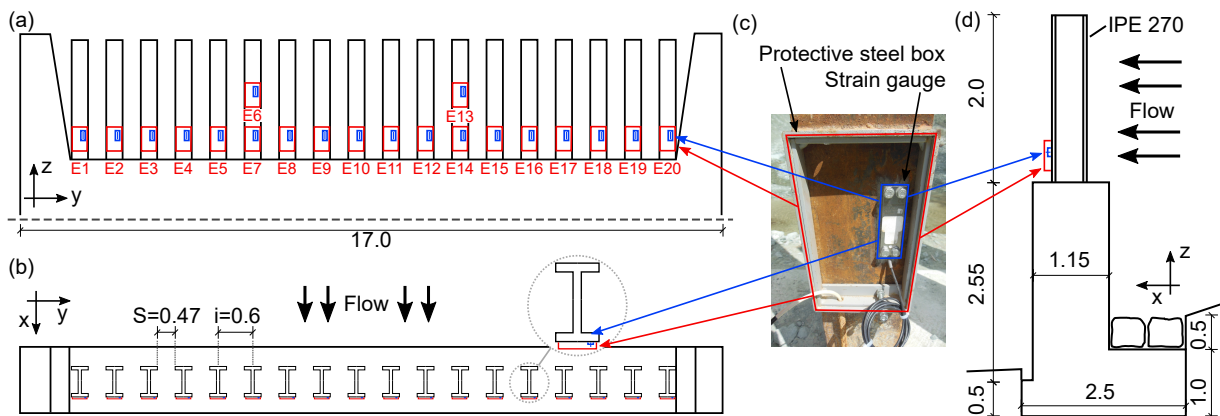 (a)
E6
E13
E1 E2 E3 E4 E5 E7 E8 E9 E10 E11 E12 E14 E15 E16 E17 E18 E19 E20
z
y
17.0
(b)
x
y
S=0.47
i=0.6
Flow
(c)
Protective steel box
Strain gauge
(d)
IPE 270
2.0
Flow
2.55
1.15
z
x
0.5
0.5
2.5
1.0